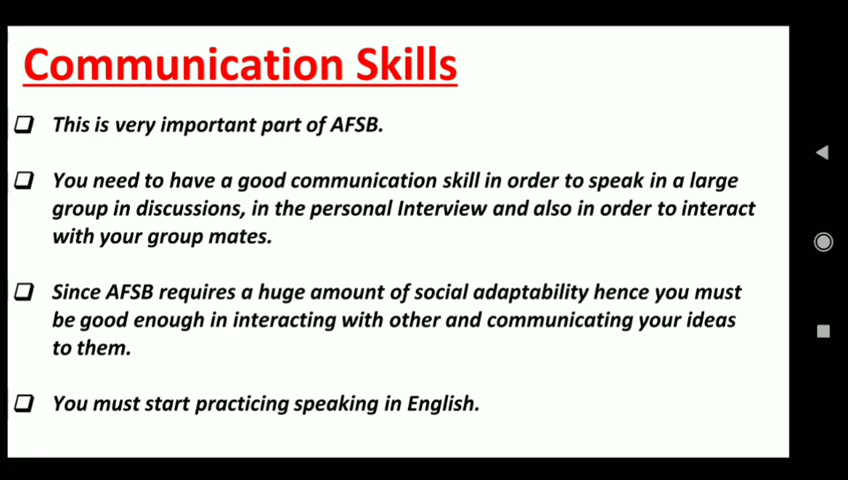 Communication Skills
This is very important part of AFSB.
You need to have a good communication skill in order to speak in a large
group in discussions, in the personal Interview and also in order to interact
with your group mates.
Since AFSB requires a huge amount of social adaptability hence you must
be good enough in interacting with other and communicating your ideas
to them.
You must start practicing speaking in English.